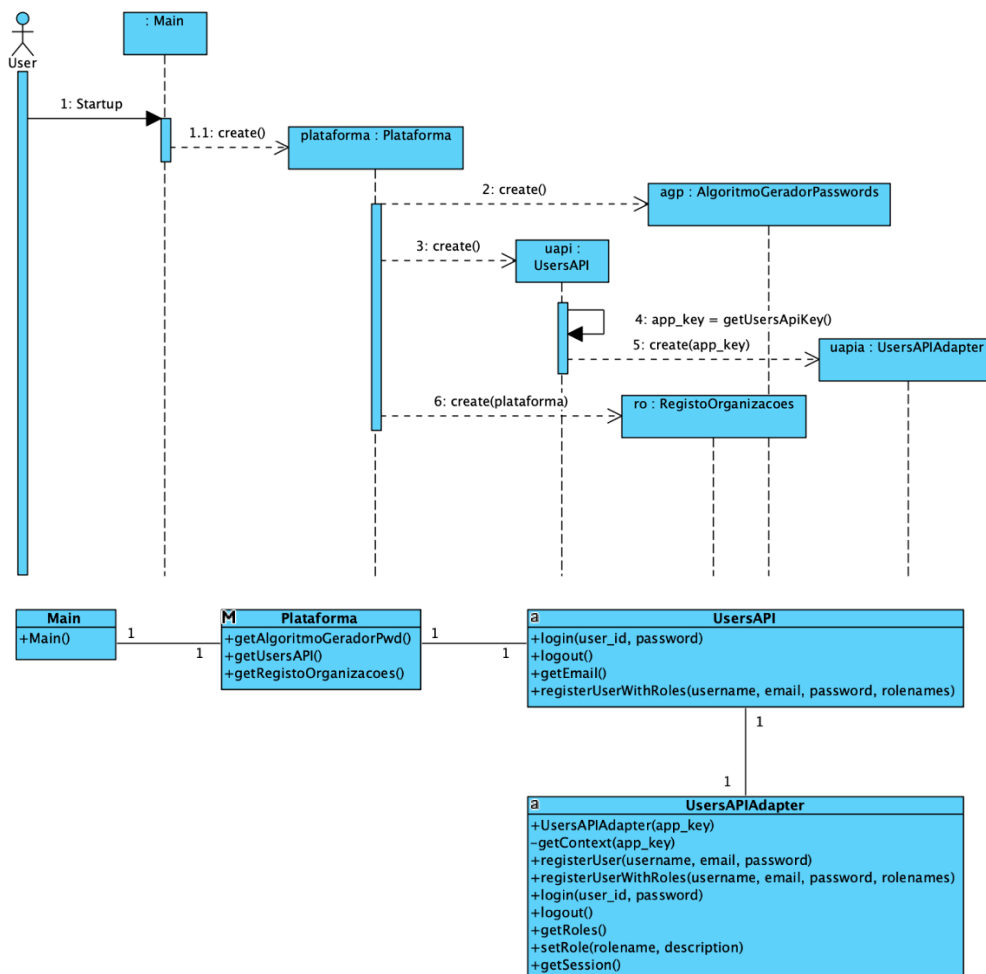 : Main
User
1: Startup
1.1: create()
plataforma : Plataforma
2: create()
agp : AlgoritmoGeradorPasswords
3: create()
uapi :
UsersAPI
4: app_key = getUsersApiKey()
5: create(app_key)
uapia : UsersAPIAdapter
6: create(plataforma)
ro : RegistoOrganizacoes
Main
+Main()
1
1
M
Plataforma
+getAlgoritmoGeradorPwd()
+getUsersAPI()
+getRegistoOrganizacoes()
1
1
a
UsersAPI
+login(user_id, password)
+logout()
+getEmail()
+registerUserWithRoles(username, email, password, rolenames)
1
1
a
UsersAPIAdapter
+UsersAPIAdapter(app_key)
-getContext(app_key)
+registerUser(username, email, password)
+registerUserWithRoles(username, email, password, rolenames)
+login(user_id, password)
+logout()
+getRoles()
+setRole(rolename, description)
+getSession()